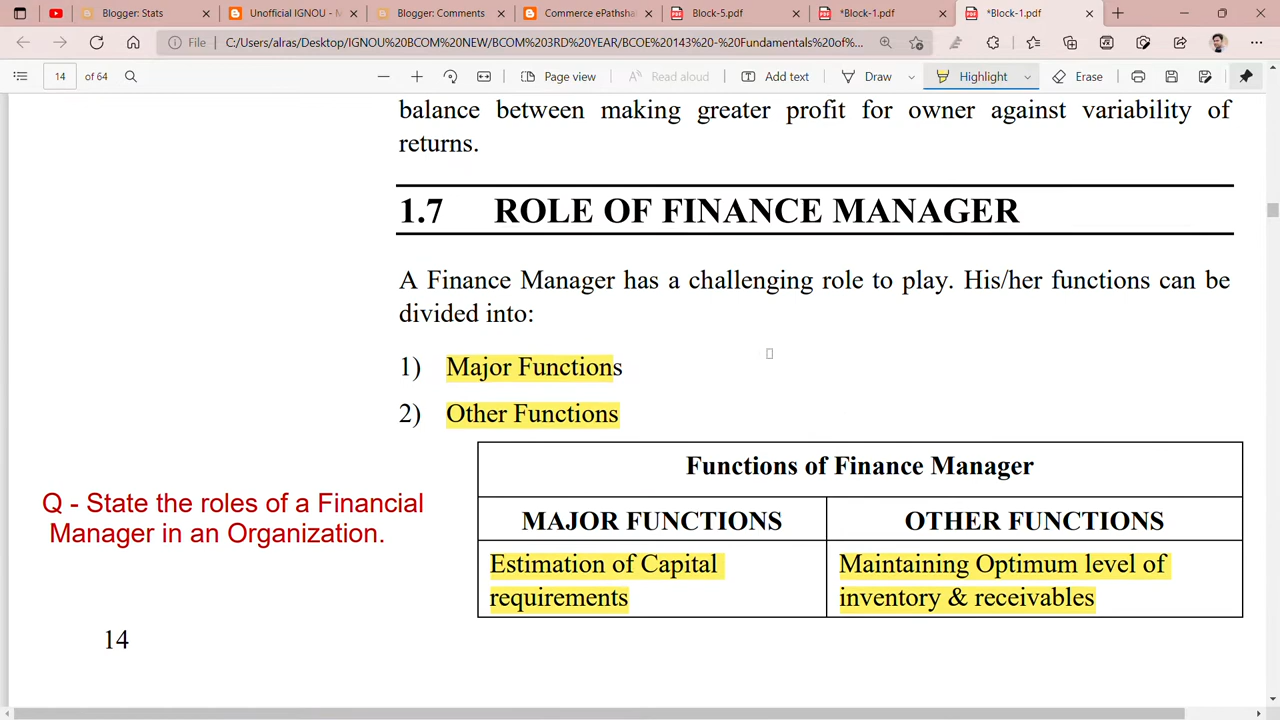 Blogger: Stats
Unofficial IGNOU - M
Blogger: Comments
Commerce ePathsha
Block-5.pdf
*Block-1.pdf
*Block-1.pdf
File
C:/Users/alras/Desktop/IGNOU%20BCOM%20NEW/BCOM%203RD%20YEAR/BCOE%20143%20-%20Fundamentals%20of%...
14 of 64
Page view
Read aloud
Add text
Draw
Highlight
Erase
balance between making greater profit for owner against variability of
returns.
1.7 ROLE OF FINANCE MANAGER
A Finance Manager has a challenging role to play. His/her functions can be
divided into:
1) Major Functions
2) Other Functions
Functions of Finance Manager
MAJOR FUNCTIONS
OTHER FUNCTIONS
Estimation of Capital
requirements
Maintaining Optimum level of
inventory & receivables
Q - State the roles of a Financial
Manager in an Organization.
14